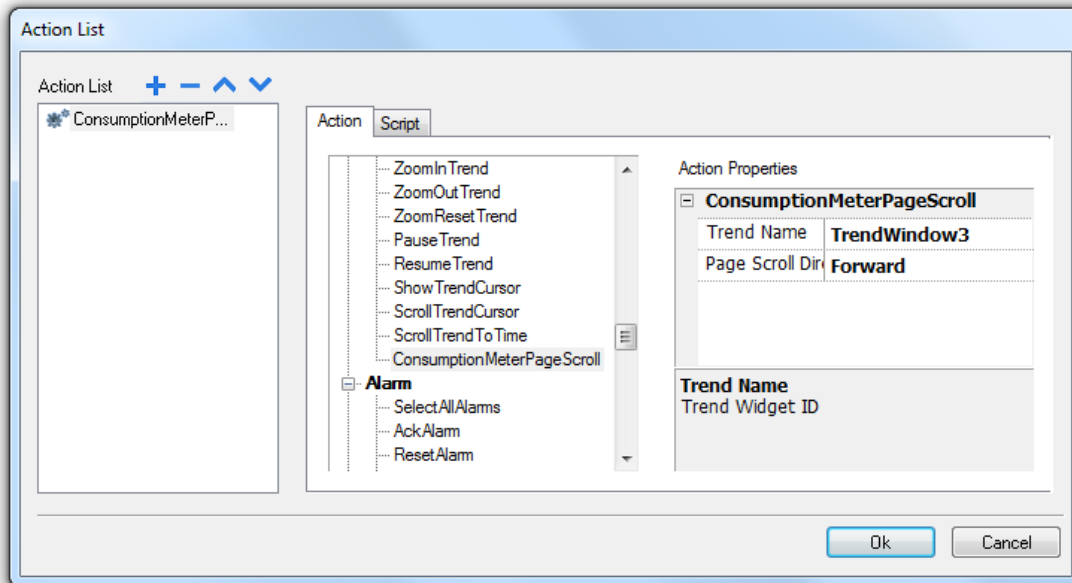 Action List
Action List
ConsumptionMeterP...
Action
Script
ZoomInTrend
ZoomOutTrend
ZoomResetTrend
PauseTrend
ResumeTrend
ShowTrendCursor
ScrollTrendCursor
ScrollTrendToTime
ConsumptionMeterPageScroll
Alarm
SelectAllAlarms
AckAlarm
ResetAlarm
Action Properties
ConsumptionMeterPageScroll
Trend Name TrendWindow3
Page Scroll Dir Forward
Trend Name
Trend Widget ID
Ok
Cancel